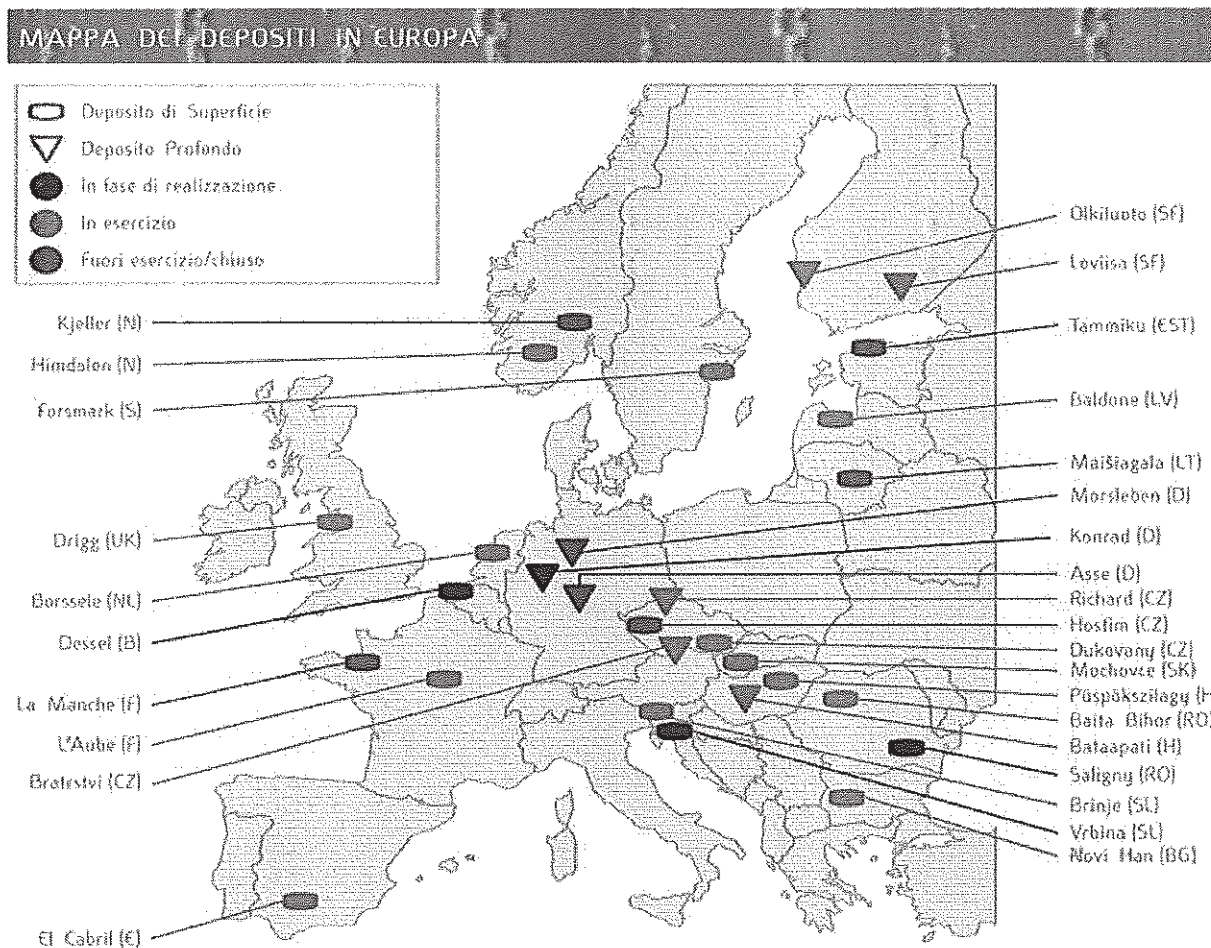 MAPPA DEI DEPOSITI IN EUROPA
Deposito di Superficie
Deposito Profondo
In fase di realizzazione
In esercizio
Fuori esercizio/chiuso
Kjeller (N)
Himdalen (N)
Forsmark (S)
Drigg (UK)
Borssele (NL)
Dessel (B)
La Manche (F)
L'Aube (F)
Bratrstvi (CZ)
El Cabril (E)
Olkiluoto (SF)
Loviisa (SF)
Tammiku (EST)
Baldone (LV)
Maišiagala (LT)
Morsleben (D)
Konrad (D)
Asse (D)
Richard (CZ)
Hostim (CZ)
Dukovany (CZ)
Mochovce (SK)
Püspökszilagy (H
Baita Bihor (RO)
Bataapati (H)
Saligny (RO)
Brinje (SL)
Vrbina (SL)
Novi Han (BG)